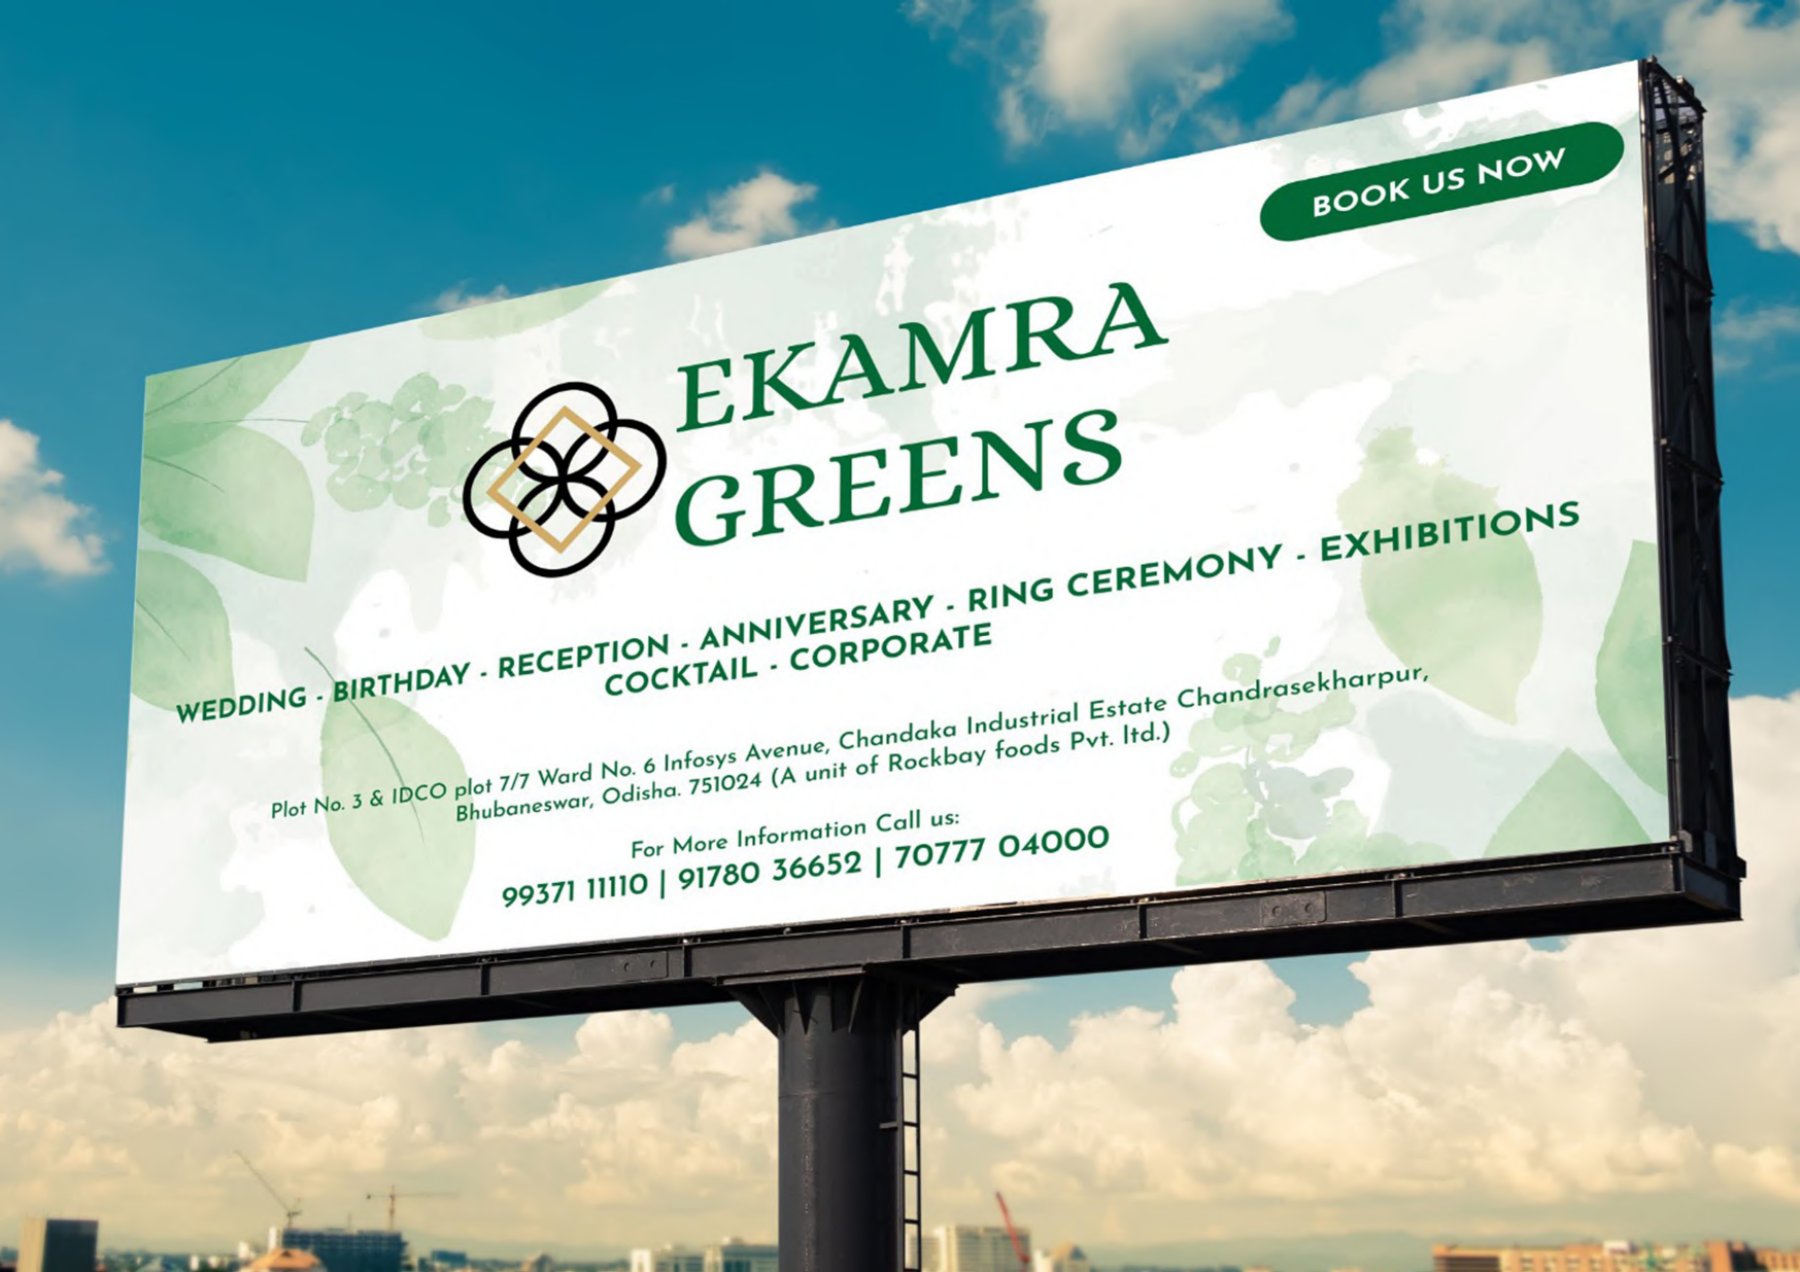 BOOK US NOW
EKAMRA
GREENS
WEDDING - BIRTHDAY - RECEPTION - ANNIVERSARY - RING CEREMONY - EXHIBITIONS
COCKTAIL - CORPORATE
Plot No. 3 & IDCO plot 7/7 Ward No. 6 Infosys Avenue, Chandaka Industrial Estate Chandrasekharpur,
Bhubaneswar, Odisha. 751024 (A unit of Rockbay foods Pvt. ltd.)
For More Information Call us:
99371 11110 | 91780 36652 | 70777 04000